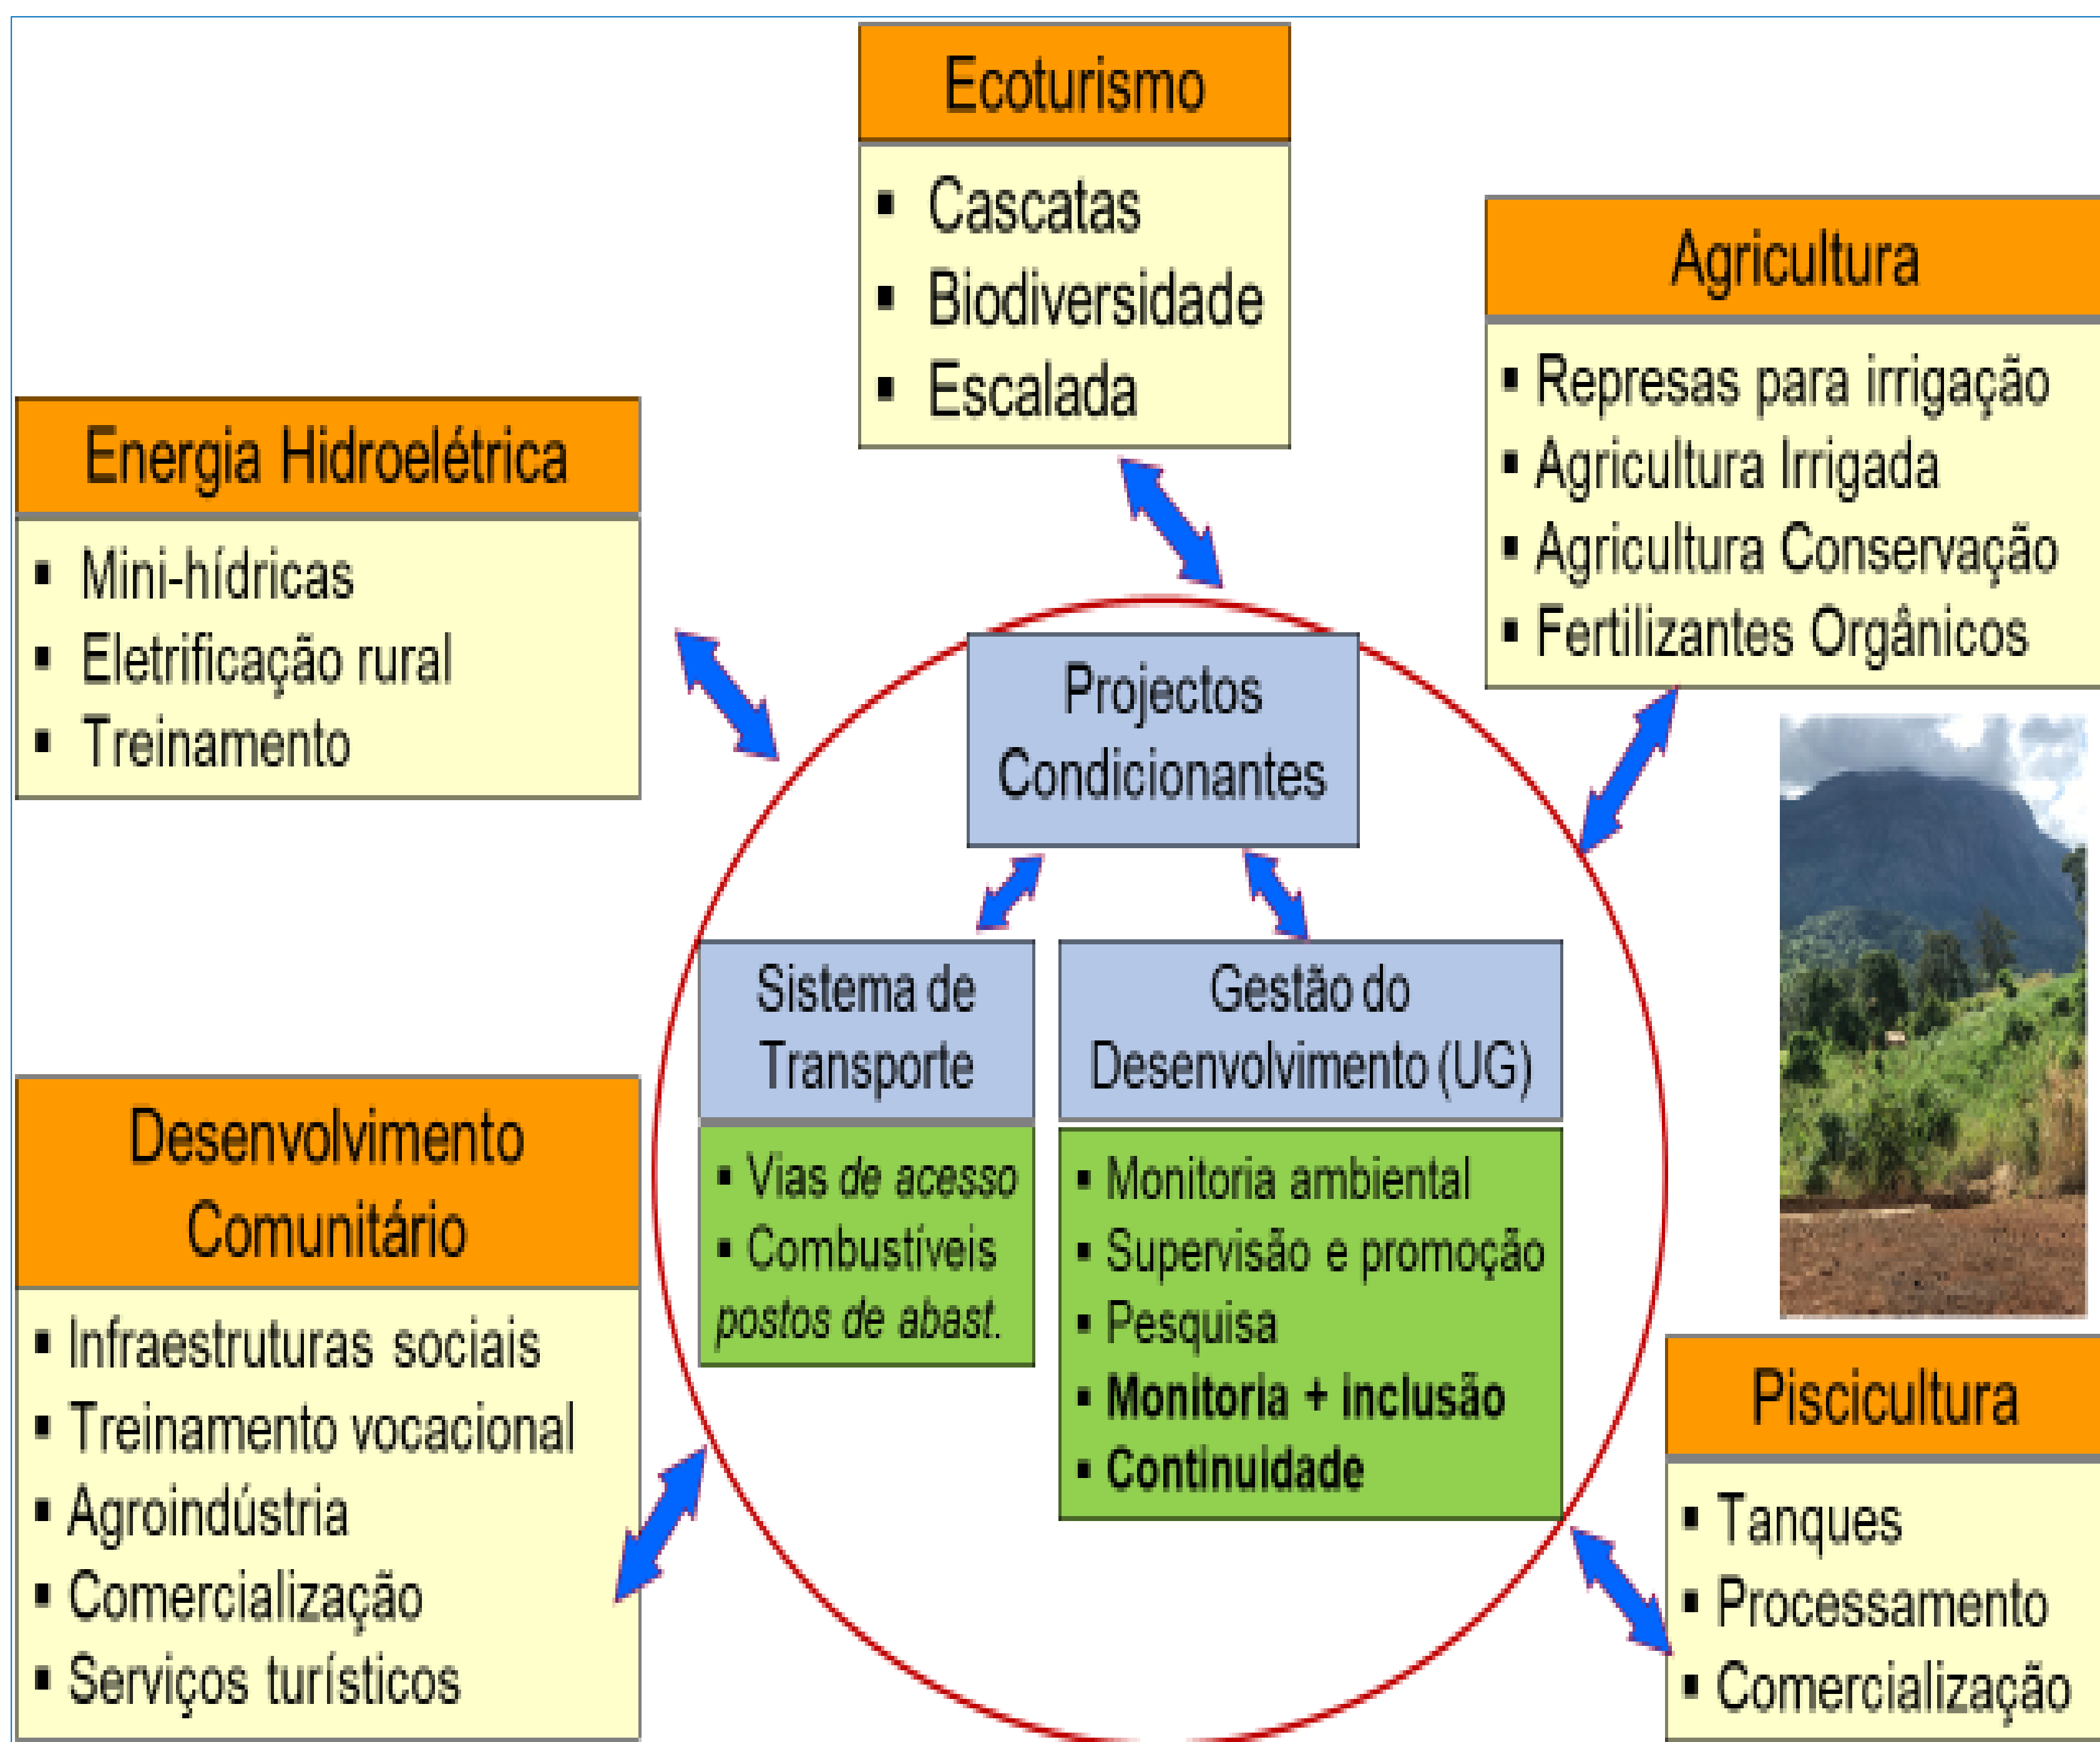 Ecoturismo
▪ Cascatas
▪ Biodiversidade
▪ Escalada
Agricultura
▪ Represas para irrigação
▪ Agricultura Irrigada
▪ Agricultura Conservação
▪ Fertilizantes Orgânicos
Energia Hidroelétrica
▪ Mini-hídricas
▪ Eletrificação rural
▪ Treinamento
Projectos
Condicionantes
Sistema de
Transporte
▪ Vias de acesso
▪ Combustíveis
postos de abast.
Gestão do
Desenvolvimento (UG)
▪ Monitoria ambiental
▪ Supervisão e promoção
▪ Pesquisa
▪ Monitoria + inclusão
▪ Continuidade
Desenvolvimento
Comunitário
▪ Infraestruturas sociais
▪ Treinamento vocacional
▪ Agroindústria
▪ Comercialização
▪ Serviços turísticos
Piscicultura
▪ Tanques
▪ Processamento
▪ Comercialização